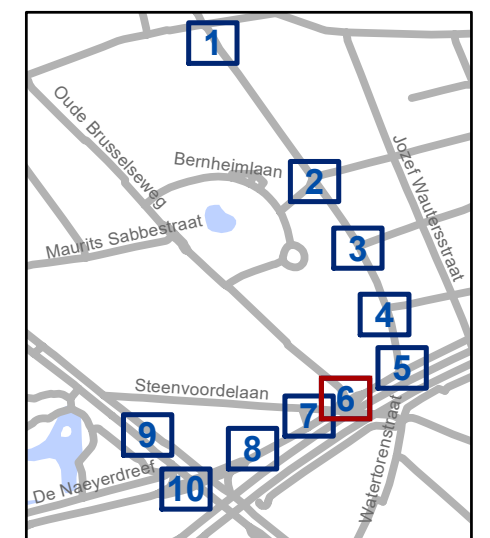 1
Oude Brusselseweg
Bernheimlaan
2
Jozef Wautersstraat
Maurits Sabbestraat
3
4
5
Steenvoordelaan
6
7
9
8
De Naeyerdreef
10
Watertorenstraat